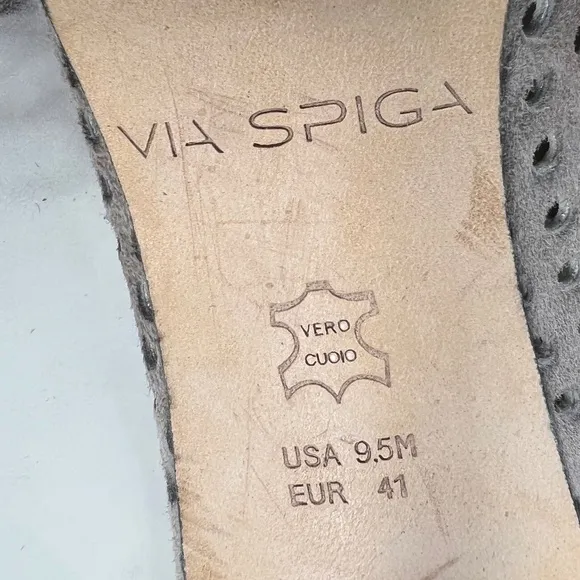 VIA SPIGA
VERO
CUOIO
USA 9.5M
EUR 41